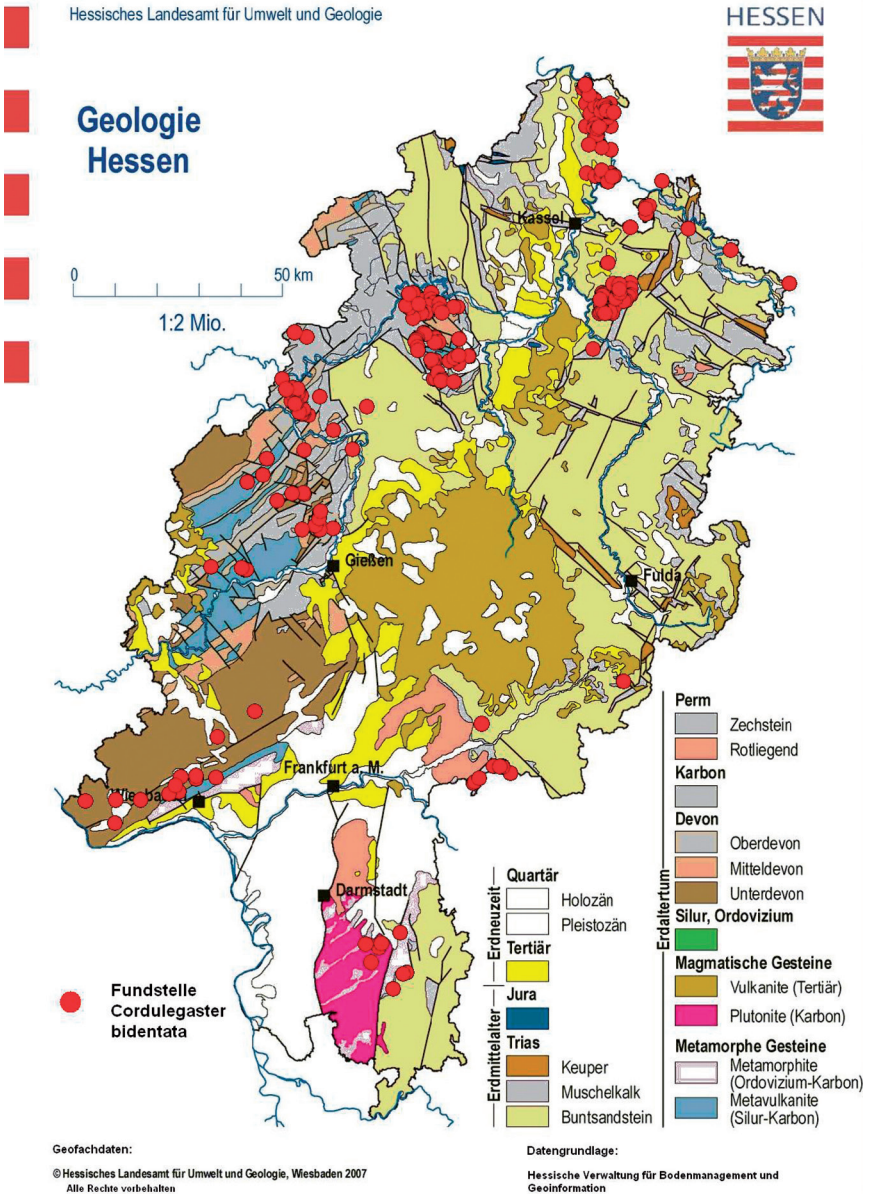 Hessisches Landesamt für Umwelt und Geologie
HESSEN
Geologie
Hessen
0
50 km
1:2 Mio.
Kassel
Gießen
Fulda
Frankfurt a. M.
Darmstadt
Fundstelle
Cordulegaster
bidentata
Erdneuzeit
Quartär
Holozän
Pleistozän
Tertiär
Erdmittelalter
Jura
Trias
Keuper
Muschelkalk
Buntsandstein
Erdaltertum
Perm
Zechstein
Rotliegend
Karbon
Devon
Oberdevon
Mitteldevon
Unterdevon
Silur, Ordovizium
Magmatische Gesteine
Vulkanite (Tertiär)
Plutonite (Karbon)
Metamorphe Gesteine
Metamorphite
(Ordovizium-Karbon)
Metavulkanite
(Silur-Karbon)
Geofachdaten:
© Hessisches Landesamt für Umwelt und Geologie, Wiesbaden 2007
Alle Rechte vorbehalten
Datengrundlage:
Hessische Verwaltung für Bodenmanagement und
Geoinformation